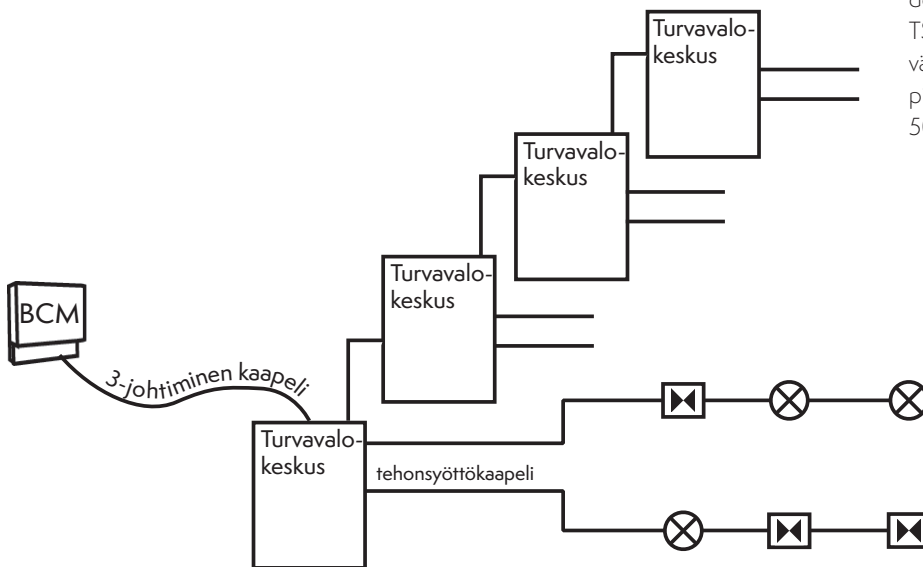 Turvavalo-
keskus
Turvavalo-
keskus
Turvavalo-
keskus
BCM
3-johtiminen kaapeli
Turvavalo-
keskus
tehonsyöttökaapeli